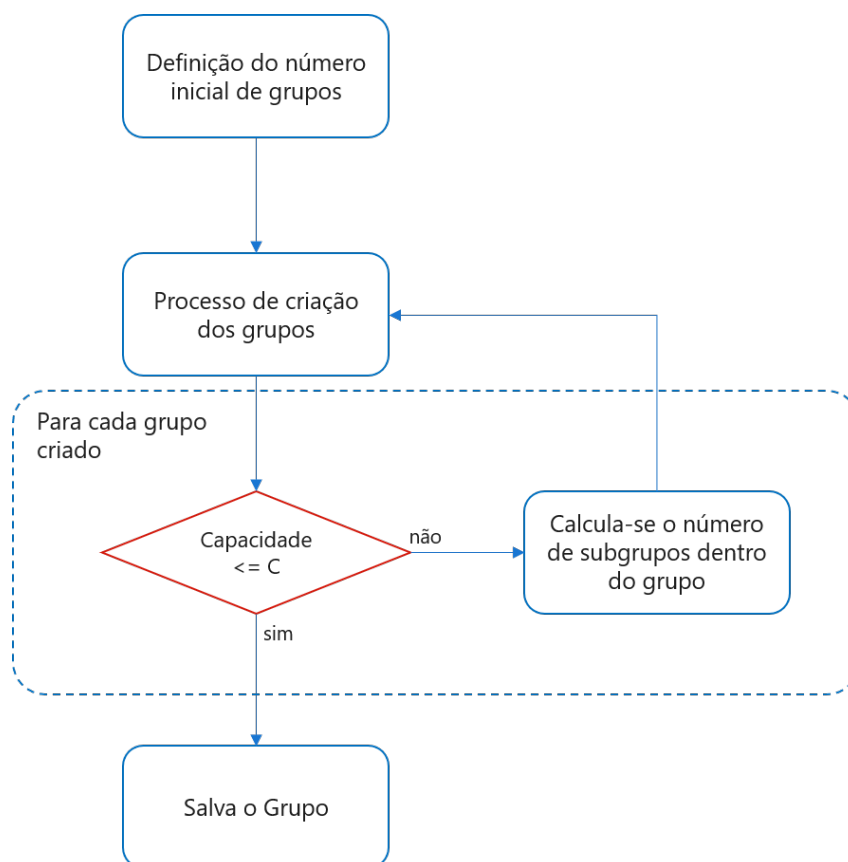 Definição do número
inicial de grupos
Processo de criação
dos grupos
Para cada grupo
criado
Capacidade
<= C
não
Calcula-se o número
de subgrupos dentro
do grupo
sim
Salva o Grupo